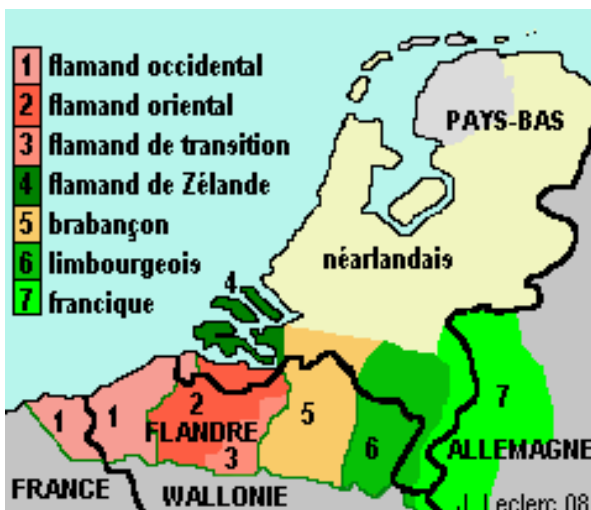 1 flamand occidental
2 flamand oriental
3 flamand de transition
4 flamand de Zélande
5 brabançon
6 limbourgeois
7 francique
PAYS-BAS
néarlandais
4
1
1
2
FLANDRE
3
5
6
7
ALLEMAGNE
FRANCE
WALLONIE
J. Leclerc 08